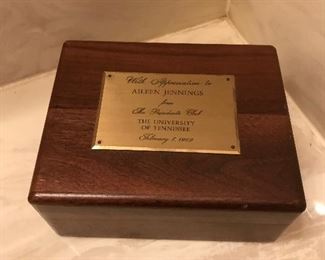 With Appreciation to
AILEEN JENNINGS
from
The Presidents Club
THE UNIVERSITY
OF TENNESSEE
February 1, 1969